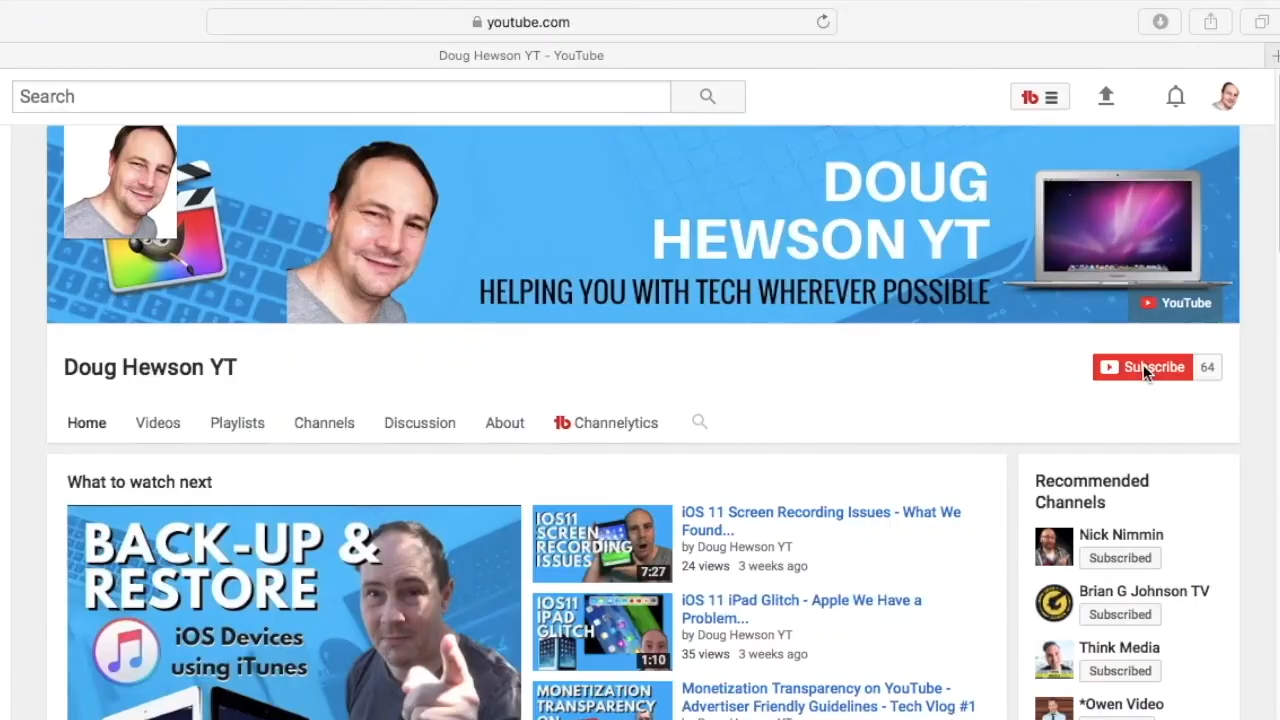 youtube.com
Doug Hewson YT - YouTube
Search
DOUG
HEWSON YT
HELPING YOU WITH TECH WHEREVER POSSIBLE
YouTube
Doug Hewson YT
Subscribe 64
Home Videos Playlists Channels Discussion About Channelytics
What to watch next
BACK-UP &
RESTORE
iOS Devices
using iTunes
IOS11
SCREEN
RECORDING
ISSUES
7:27
iOS 11 Screen Recording Issues - What We
Found...
by Doug Hewson YT
24 views 3 weeks ago
IOS 11
IPAD
GLITCH
1:10
iOS 11 iPad Glitch - Apple We Have a
Problem...
by Doug Hewson YT
35 views 3 weeks ago
MONETIZATION
TRANSPARENCY
Monetization Transparency on YouTube -
Advertiser Friendly Guidelines - Tech Vlog #1
Recommended
Channels
Nick Nimmin
Subscribed
Brian G Johnson TV
Subscribed
Think Media
Subscribed
*Owen Video